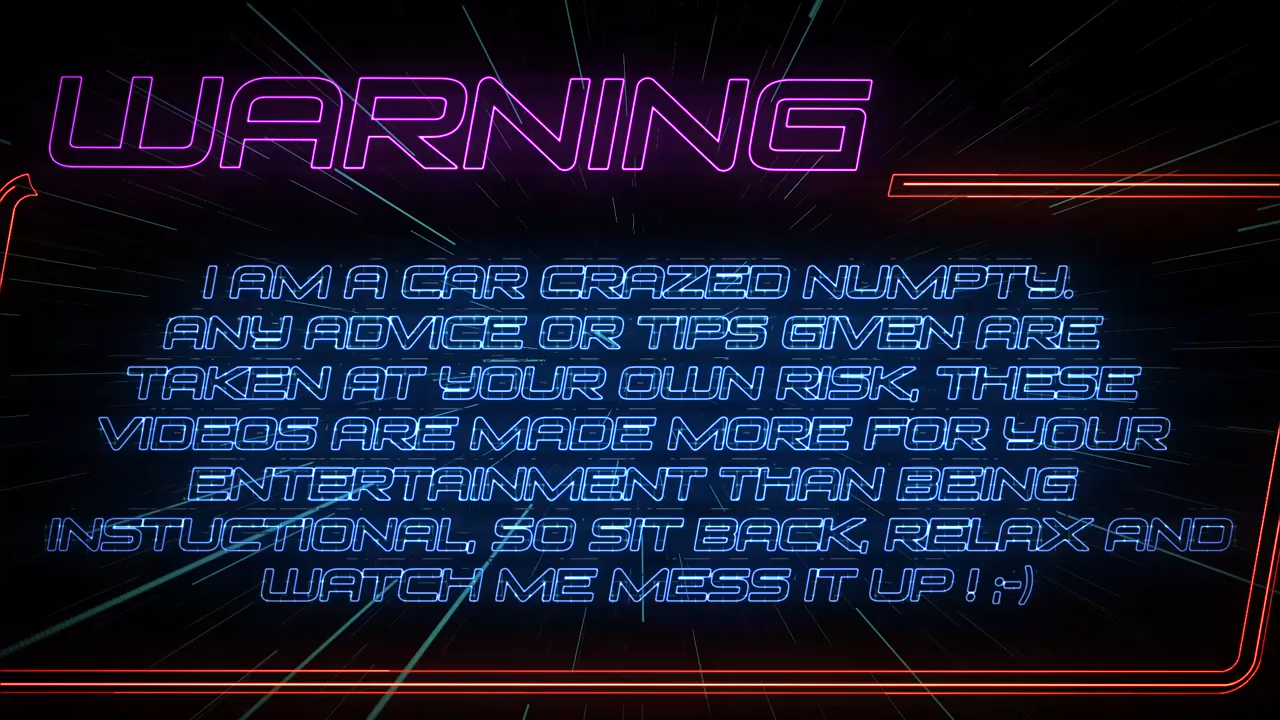 WARNING
I AM A CAR CRAZED NUMPTY.
ANY ADVICE OR TIPS GIVEN ARE
TAKEN AT YOUR OWN RISK, THESE
VIDEOS ARE MADE MORE FOR YOUR
ENTERTAINMENT THAN BEING
INSTUCTIONAL, SO SIT BACK, RELAX AND
WATCH ME MESS IT UP ! ;-)